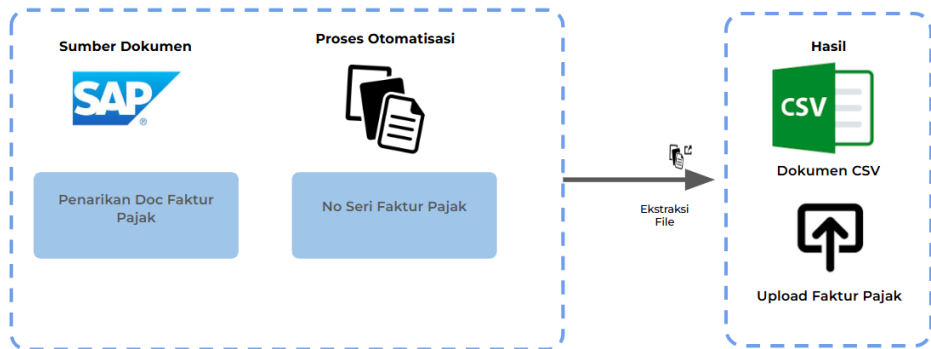 Sumber Dokumen
SAP
®
Penarikan Doc Faktur
Pajak
Proses Otomatisasi
No Seri Faktur Pajak
Ekstraksi
File
Hasil
CSV
Dokumen CSV
Upload Faktur Pajak